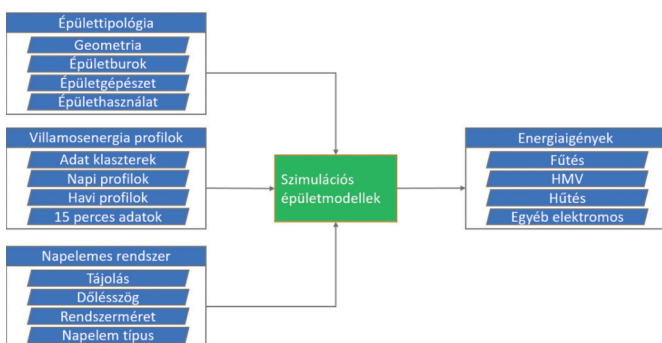 Épülettipológia
Geometria
Épületburok
Épületgépészet
Épülethasználat
Villamosenergia profilok
Adat klaszterek
Napi profilok
Havi profilok
15 perces adatok
Napelemes rendszer
Tájolás
Dőlésszög
Rendszerméret
Napelem típus
Szimulációs
épületmodellek
Energiaigények
Fűtés
HMV
Hűtés
Egyéb elektromos